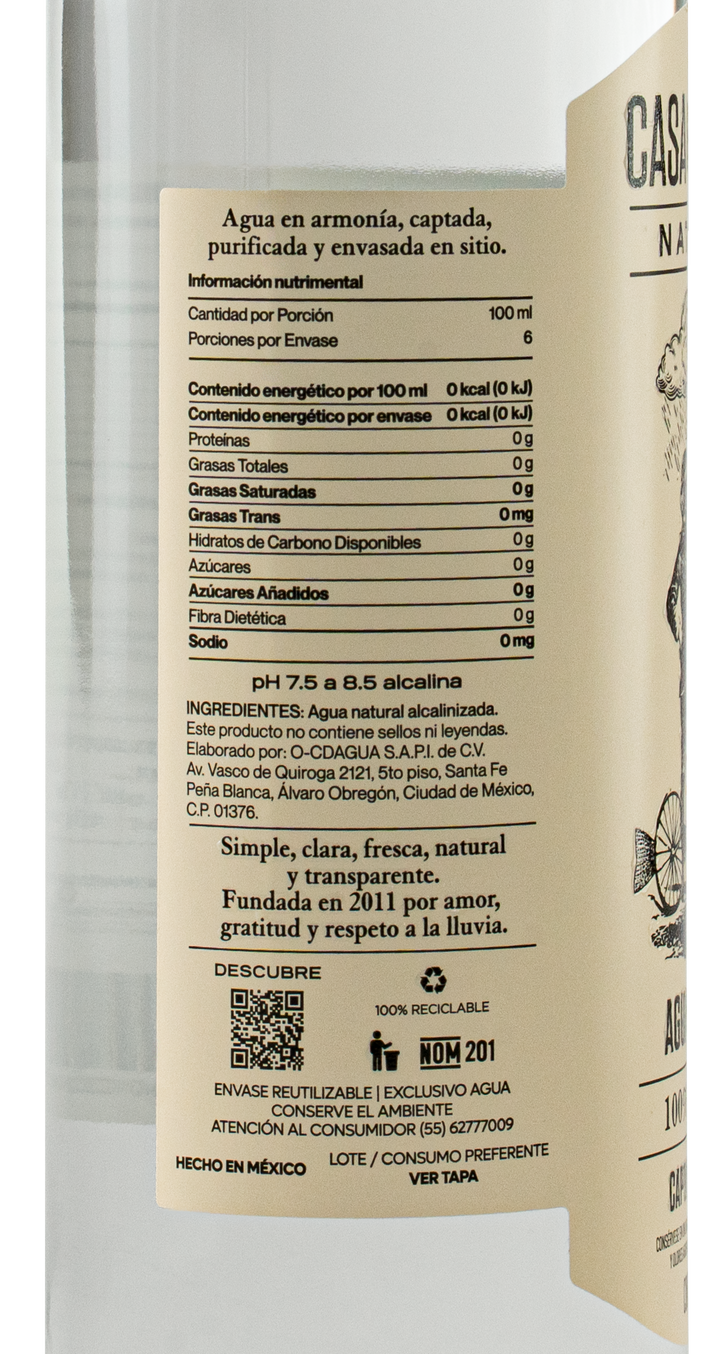 Agua en armonía, captada,
purificada y envasada en sitio.
Información nutrimental
Cantidad por Porción 100 ml
Porciones por Envase 6
Contenido energético por 100 ml 0 kcal (0 kJ)
Contenido energético por envase 0 kcal (0 kJ)
Proteínas 0 g
Grasas Totales 0 g
Grasas Saturadas 0 g
Grasas Trans 0 mg
Hidratos de Carbono Disponibles 0 g
Azúcares 0 g
Azúcares Añadidos 0 g
Fibra Dietética 0 g
Sodio 0 mg
pH 7.5 a 8.5 alcalina
INGREDIENTES: Agua natural alcalinizada.
Este producto no contiene sellos ni leyendas.
Elaborado por: O-CDAGUA S.A.P.I. de C.V.
Av. Vasco de Quiroga 2121, 5to piso, Santa Fe
Peña Blanca, Álvaro Obregón, Ciudad de México,
C.P. 01376.
Simple, clara, fresca, natural
y transparente.
Fundada en 2011 por amor,
gratitud y respeto a la lluvia.
DESCUBRE
100% RECICLABLE
NOM 201
ENVASE REUTILIZABLE | EXCLUSIVO AGUA
CONSERVE EL AMBIENTE
ATENCIÓN AL CONSUMIDOR (55) 62777009
HECHO EN MÉXICO
LOTE / CONSUMO PREFERENTE
VER TAPA
CASA